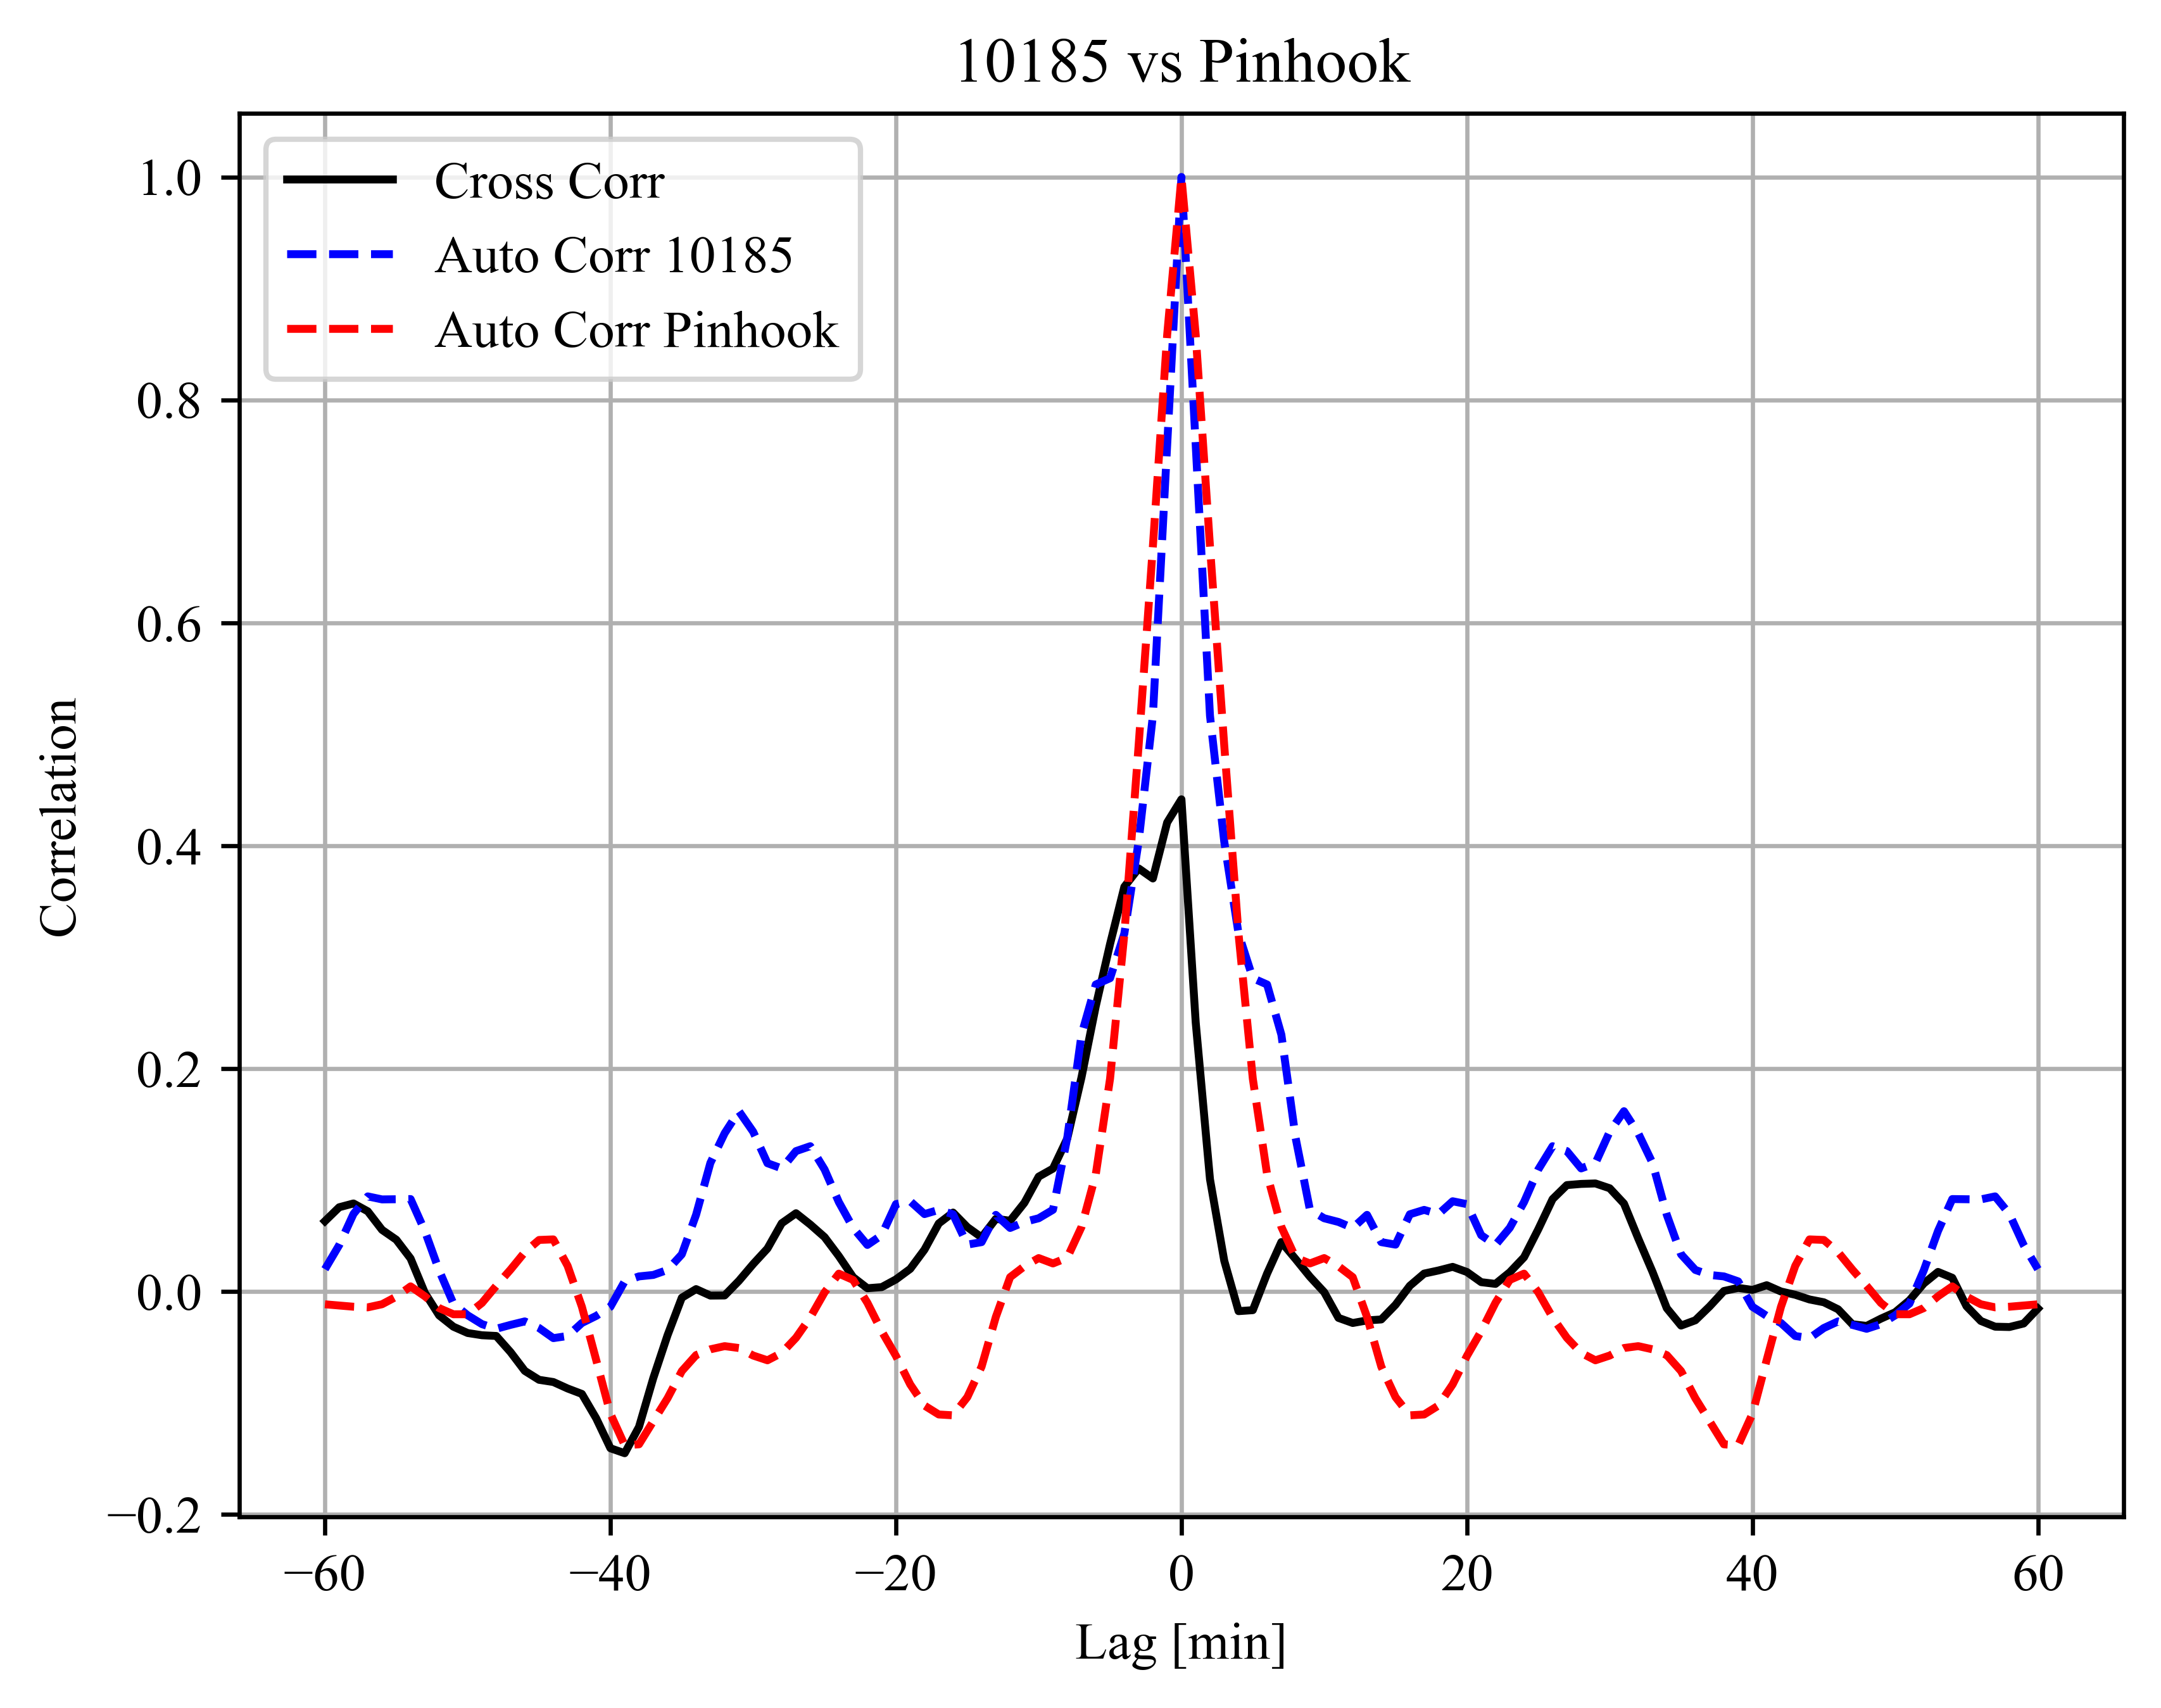 10185 vs Pinhook
Cross Corr
Auto Corr 10185
Auto Corr Pinhook
1.0
0.8
0.6
0.4
0.2
0.0
−0.2
Correlation
−60 −40 −20 0 20 40 60
Lag [min]